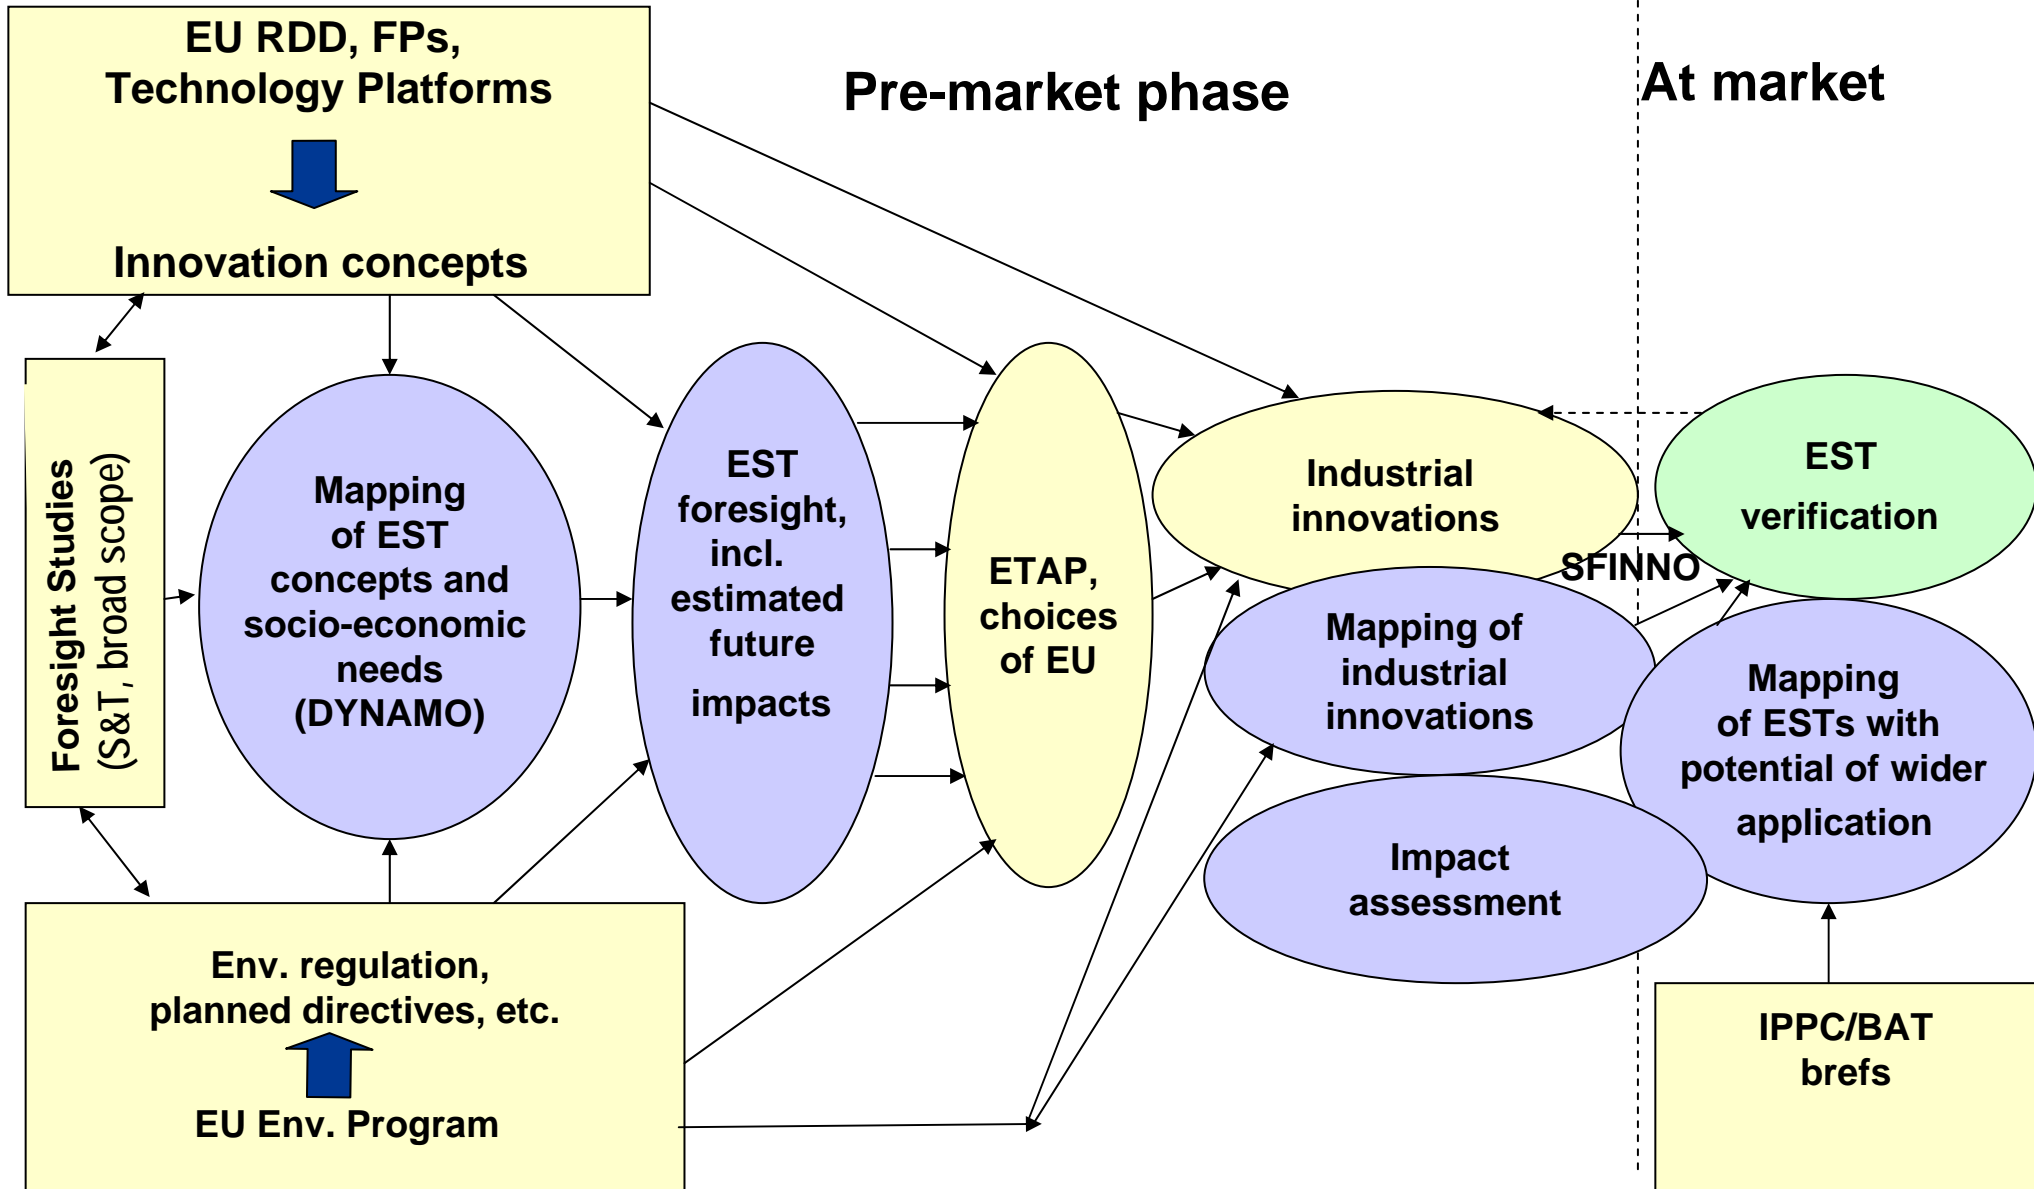 EU RDD, FPs,
Technology Platforms
Innovation concepts
Pre-market phase
At market
Foresight Studies
(S&T, broad scope)
Mapping
of EST
concepts and
socio-economic
needs
(DYNAMO)
EST
foresight,
incl.
estimated
future
impacts
ETAP,
choices
of EU
Industrial
innovations
SFINNO
EST
verification
Mapping of
industrial
innovations
Mapping
of ESTs with
potential of wider
application
Impact
assessment
Env. regulation,
planned directives, etc.
EU Env. Program
IPPC/BAT
brefs